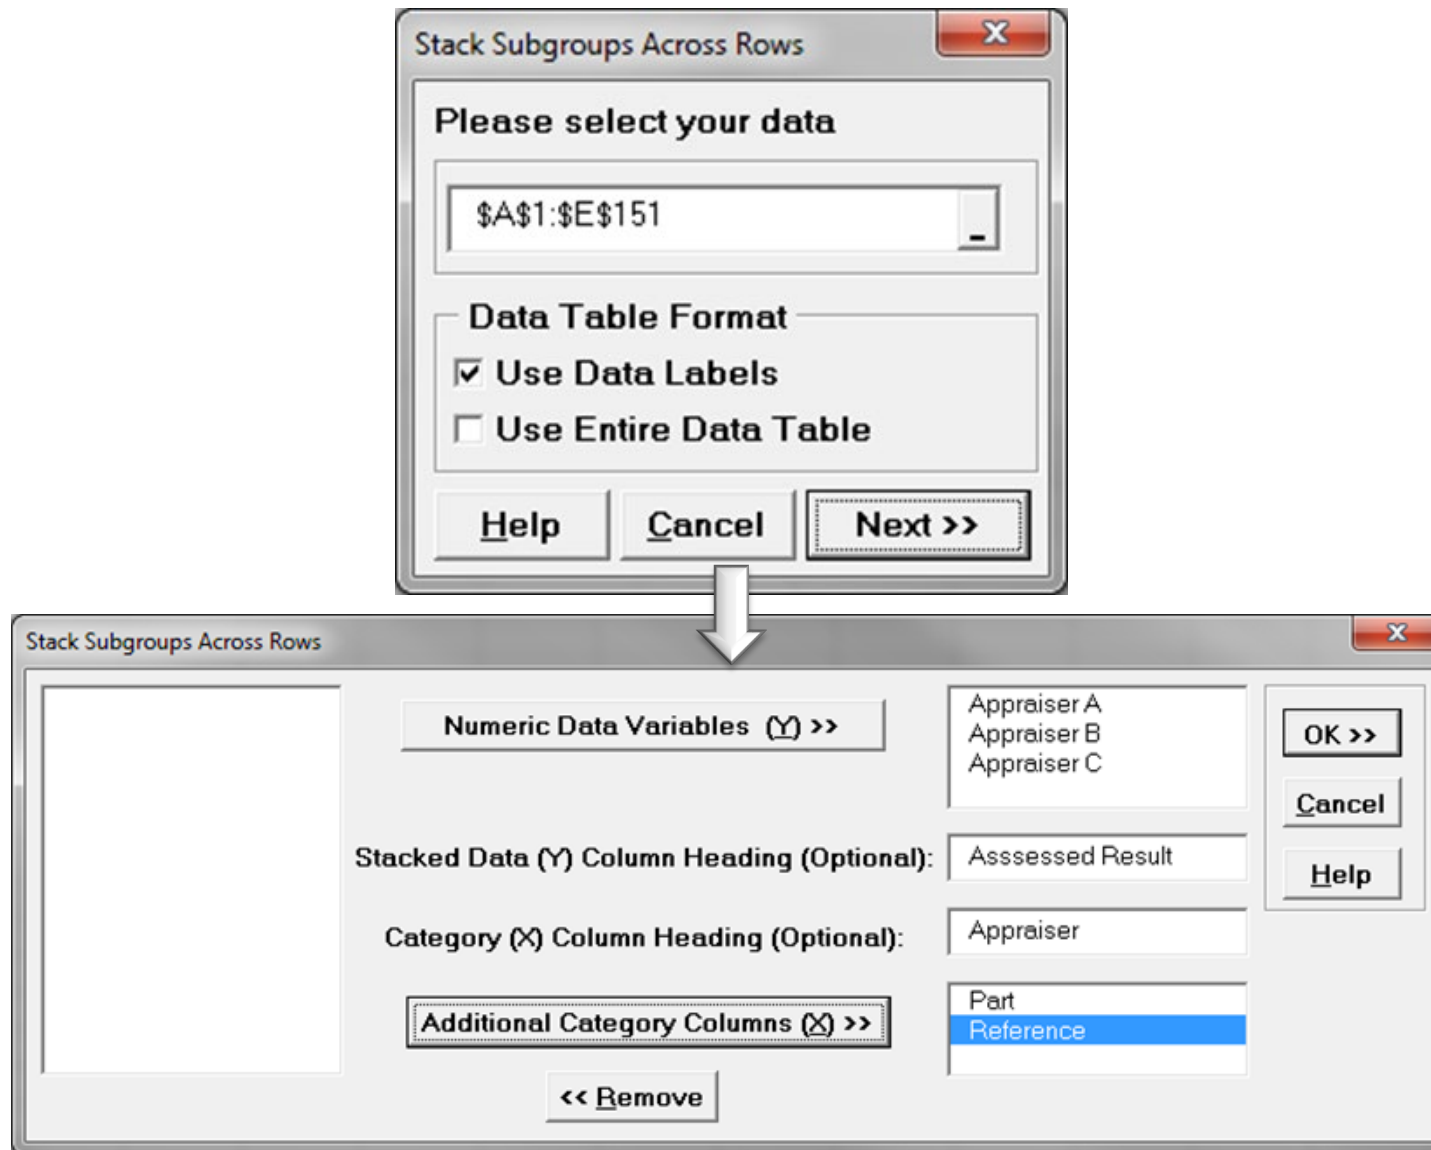 Stack Subgroups Across Rows
Please select your data
$A$1:$E$151
Data Table Format
Use Data Labels
Use Entire Data Table
Help
Cancel
Next >>
Stack Subgroups Across Rows
Numeric Data Variables (Y) >>
Appraiser A
Appraiser B
Appraiser C
OK >>
Cancel
Help
Stacked Data (Y) Column Heading (Optional):
Asssessed Result
Category (X) Column Heading (Optional):
Appraiser
Additional Category Columns (X) >>
Part
Reference
<< Remove